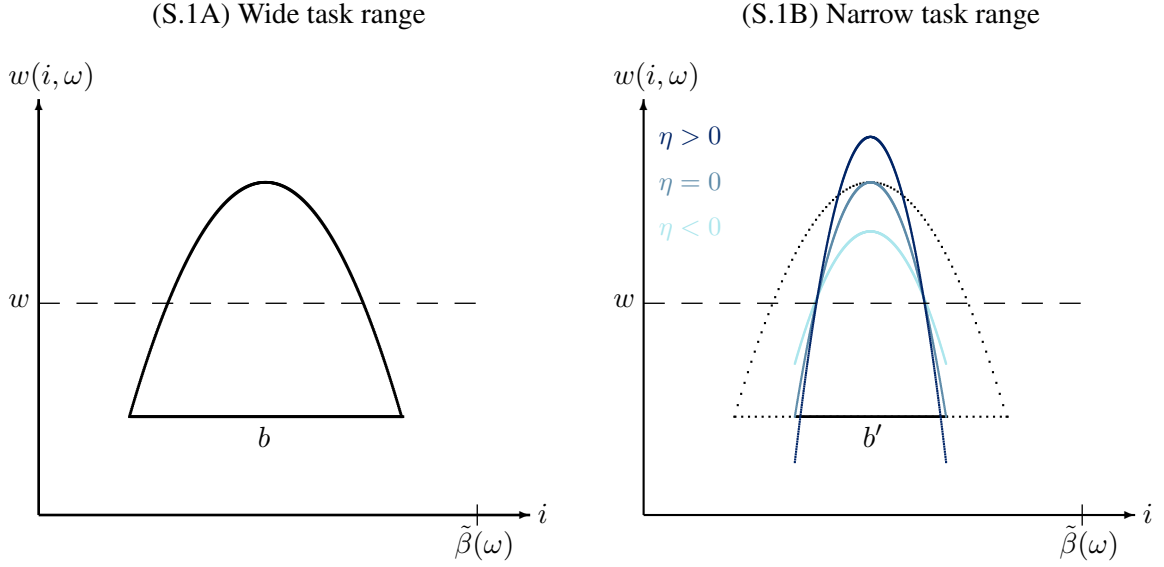 (S.1A) Wide task range
w(i, ω)
w
b
i
β̃(ω)
(S.1B) Narrow task range
w(i, ω)
η > 0
η = 0
η < 0
w
b′
i
β̃(ω)